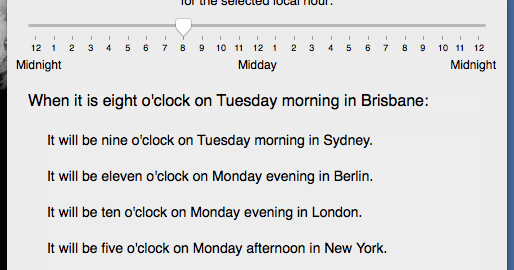 for the selected local hour.
12 1 2 3 4 5 6 7 8 9 10 11 12 1 2 3 4 5 6 7 8 9 10 11 12
Midnight Midday Midnight
When it is eight o'clock on Tuesday morning in Brisbane:
It will be nine o'clock on Tuesday morning in Sydney.
It will be eleven o'clock on Monday evening in Berlin.
It will be ten o'clock on Monday evening in London.
It will be five o'clock on Monday afternoon in New York.